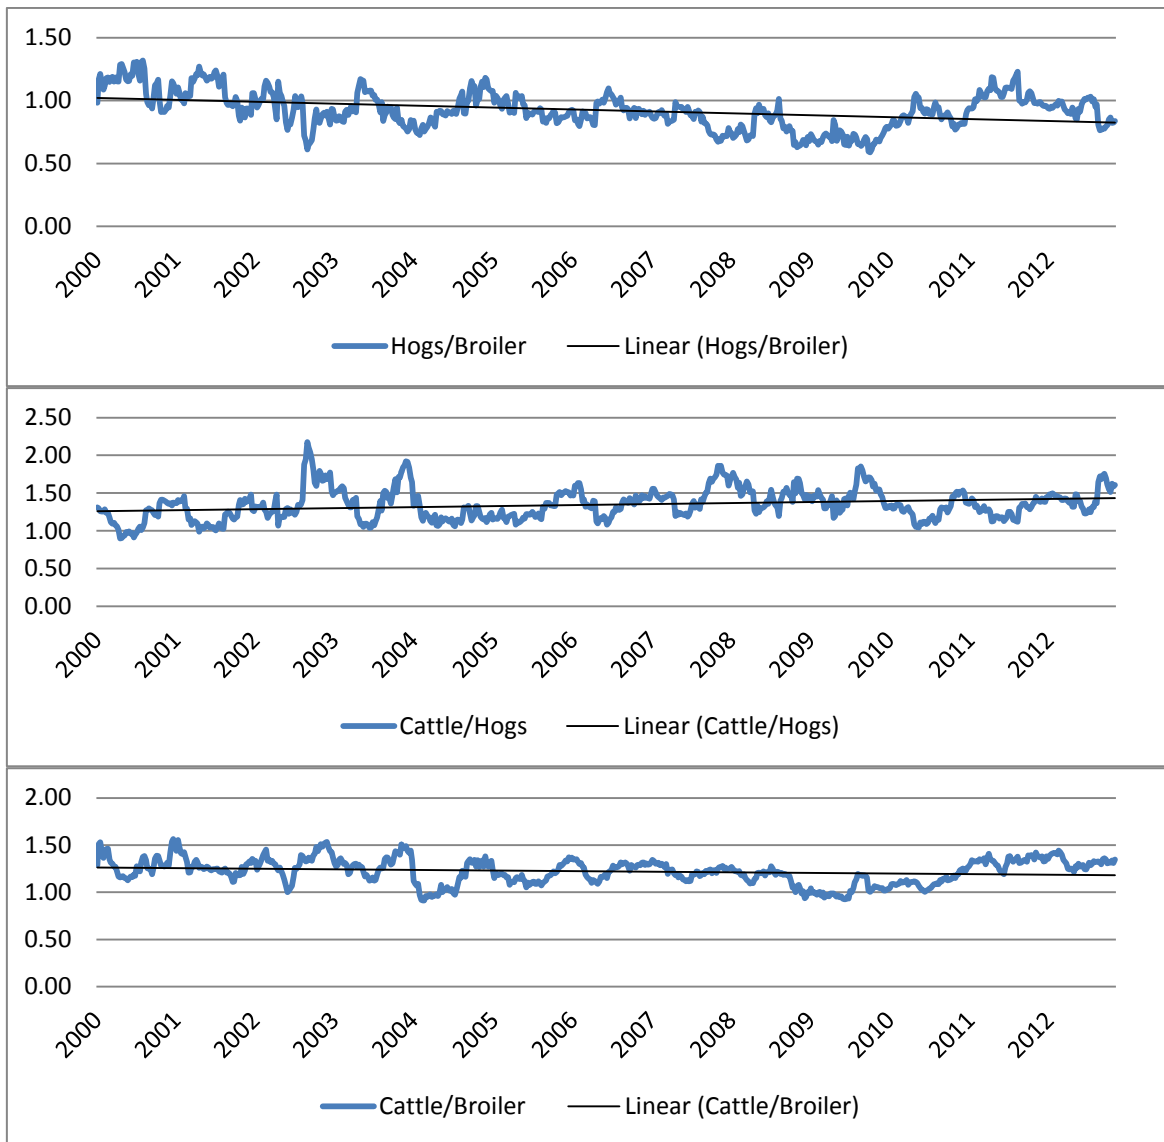 1.50
1.00
0.50
0.00
2000 2001 2002 2003 2004 2005 2006 2007 2008 2009 2010 2011 2012
Hogs/Broiler Linear (Hogs/Broiler)
2.50
2.00
1.50
1.00
0.50
0.00
2000 2001 2002 2003 2004 2005 2006 2007 2008 2009 2010 2011 2012
Cattle/Hogs Linear (Cattle/Hogs)
2.00
1.50
1.00
0.50
0.00
2000 2001 2002 2003 2004 2005 2006 2007 2008 2009 2010 2011 2012
Cattle/Broiler Linear (Cattle/Broiler)